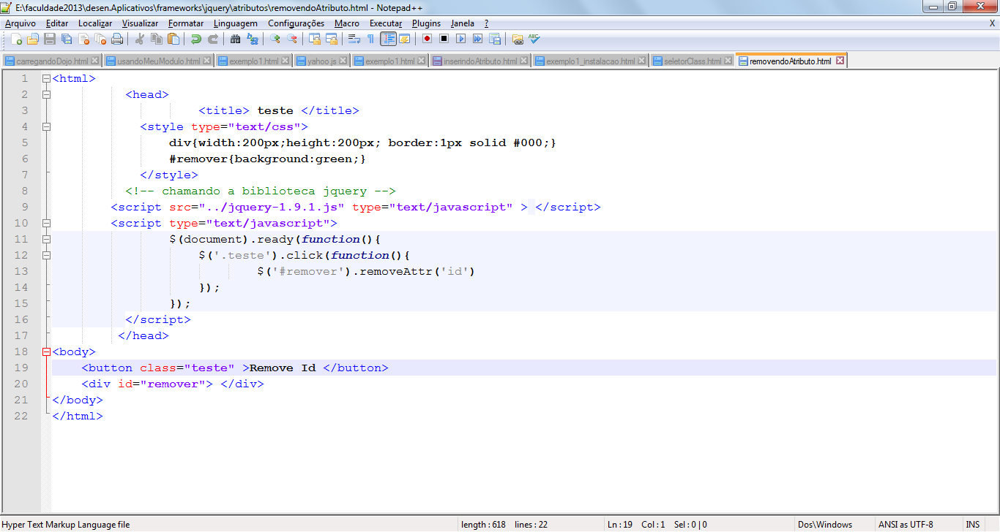 E:\faculdade2013\desen.Aplicativos\frameworks\jquery\atributos\removendoAtributo.html - Notepad++
Arquivo Editar Localizar Visualizar Formatar Linguagem Configurações Macro Executar Plugins Janela ? X
carregandoDojo.html usandoMeuModulo.html exemplo1.html yahoo.js exemplo1.html inserindoAtributo.html exemplo1_instalacao.html seletorClass.html removendoAtributo.html
1 <html>
2 <head>
3 <title> teste </title>
4 <style type="text/css">
5 div{width:200px;height:200px; border:1px solid #000;}
6 #remover{background:green;}
7 </style>
8 <!-- chamando a biblioteca jquery -->
9 <script src="../jquery-1.9.1.js" type="text/javascript" > </script>
10 <script type="text/javascript">
11 $(document).ready(function(){
12 $('.teste').click(function(){
13 $('#remover').removeAttr('id')
14 });
15 });
16 </script>
17 </head>
18 <body>
19 <button class="teste" >Remove Id </button>
20 <div id="remover"> </div>
21 </body>
22 </html>
Hyper Text Markup Language file length : 618 lines : 22 Ln : 19 Col : 1 Sel : 0 | 0 Dos\Windows ANSI as UTF-8 INS